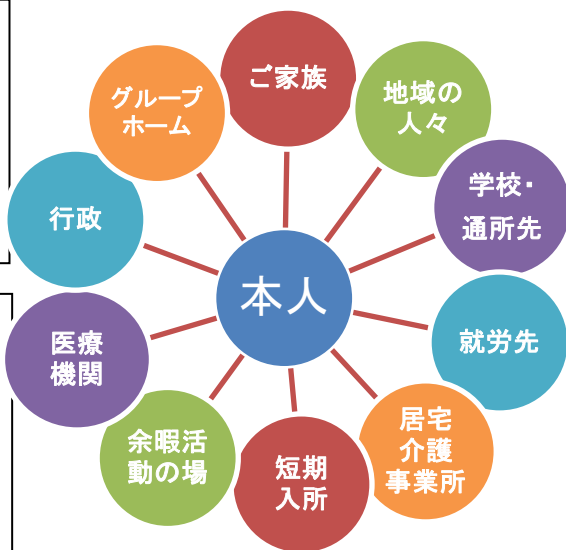 ご家族
地域の
人々
学校・
通所先
就労先
居宅
介護
事業所
短期
入所
余暇活
動の場
医療
機関
行政
グループ
ホーム
本人